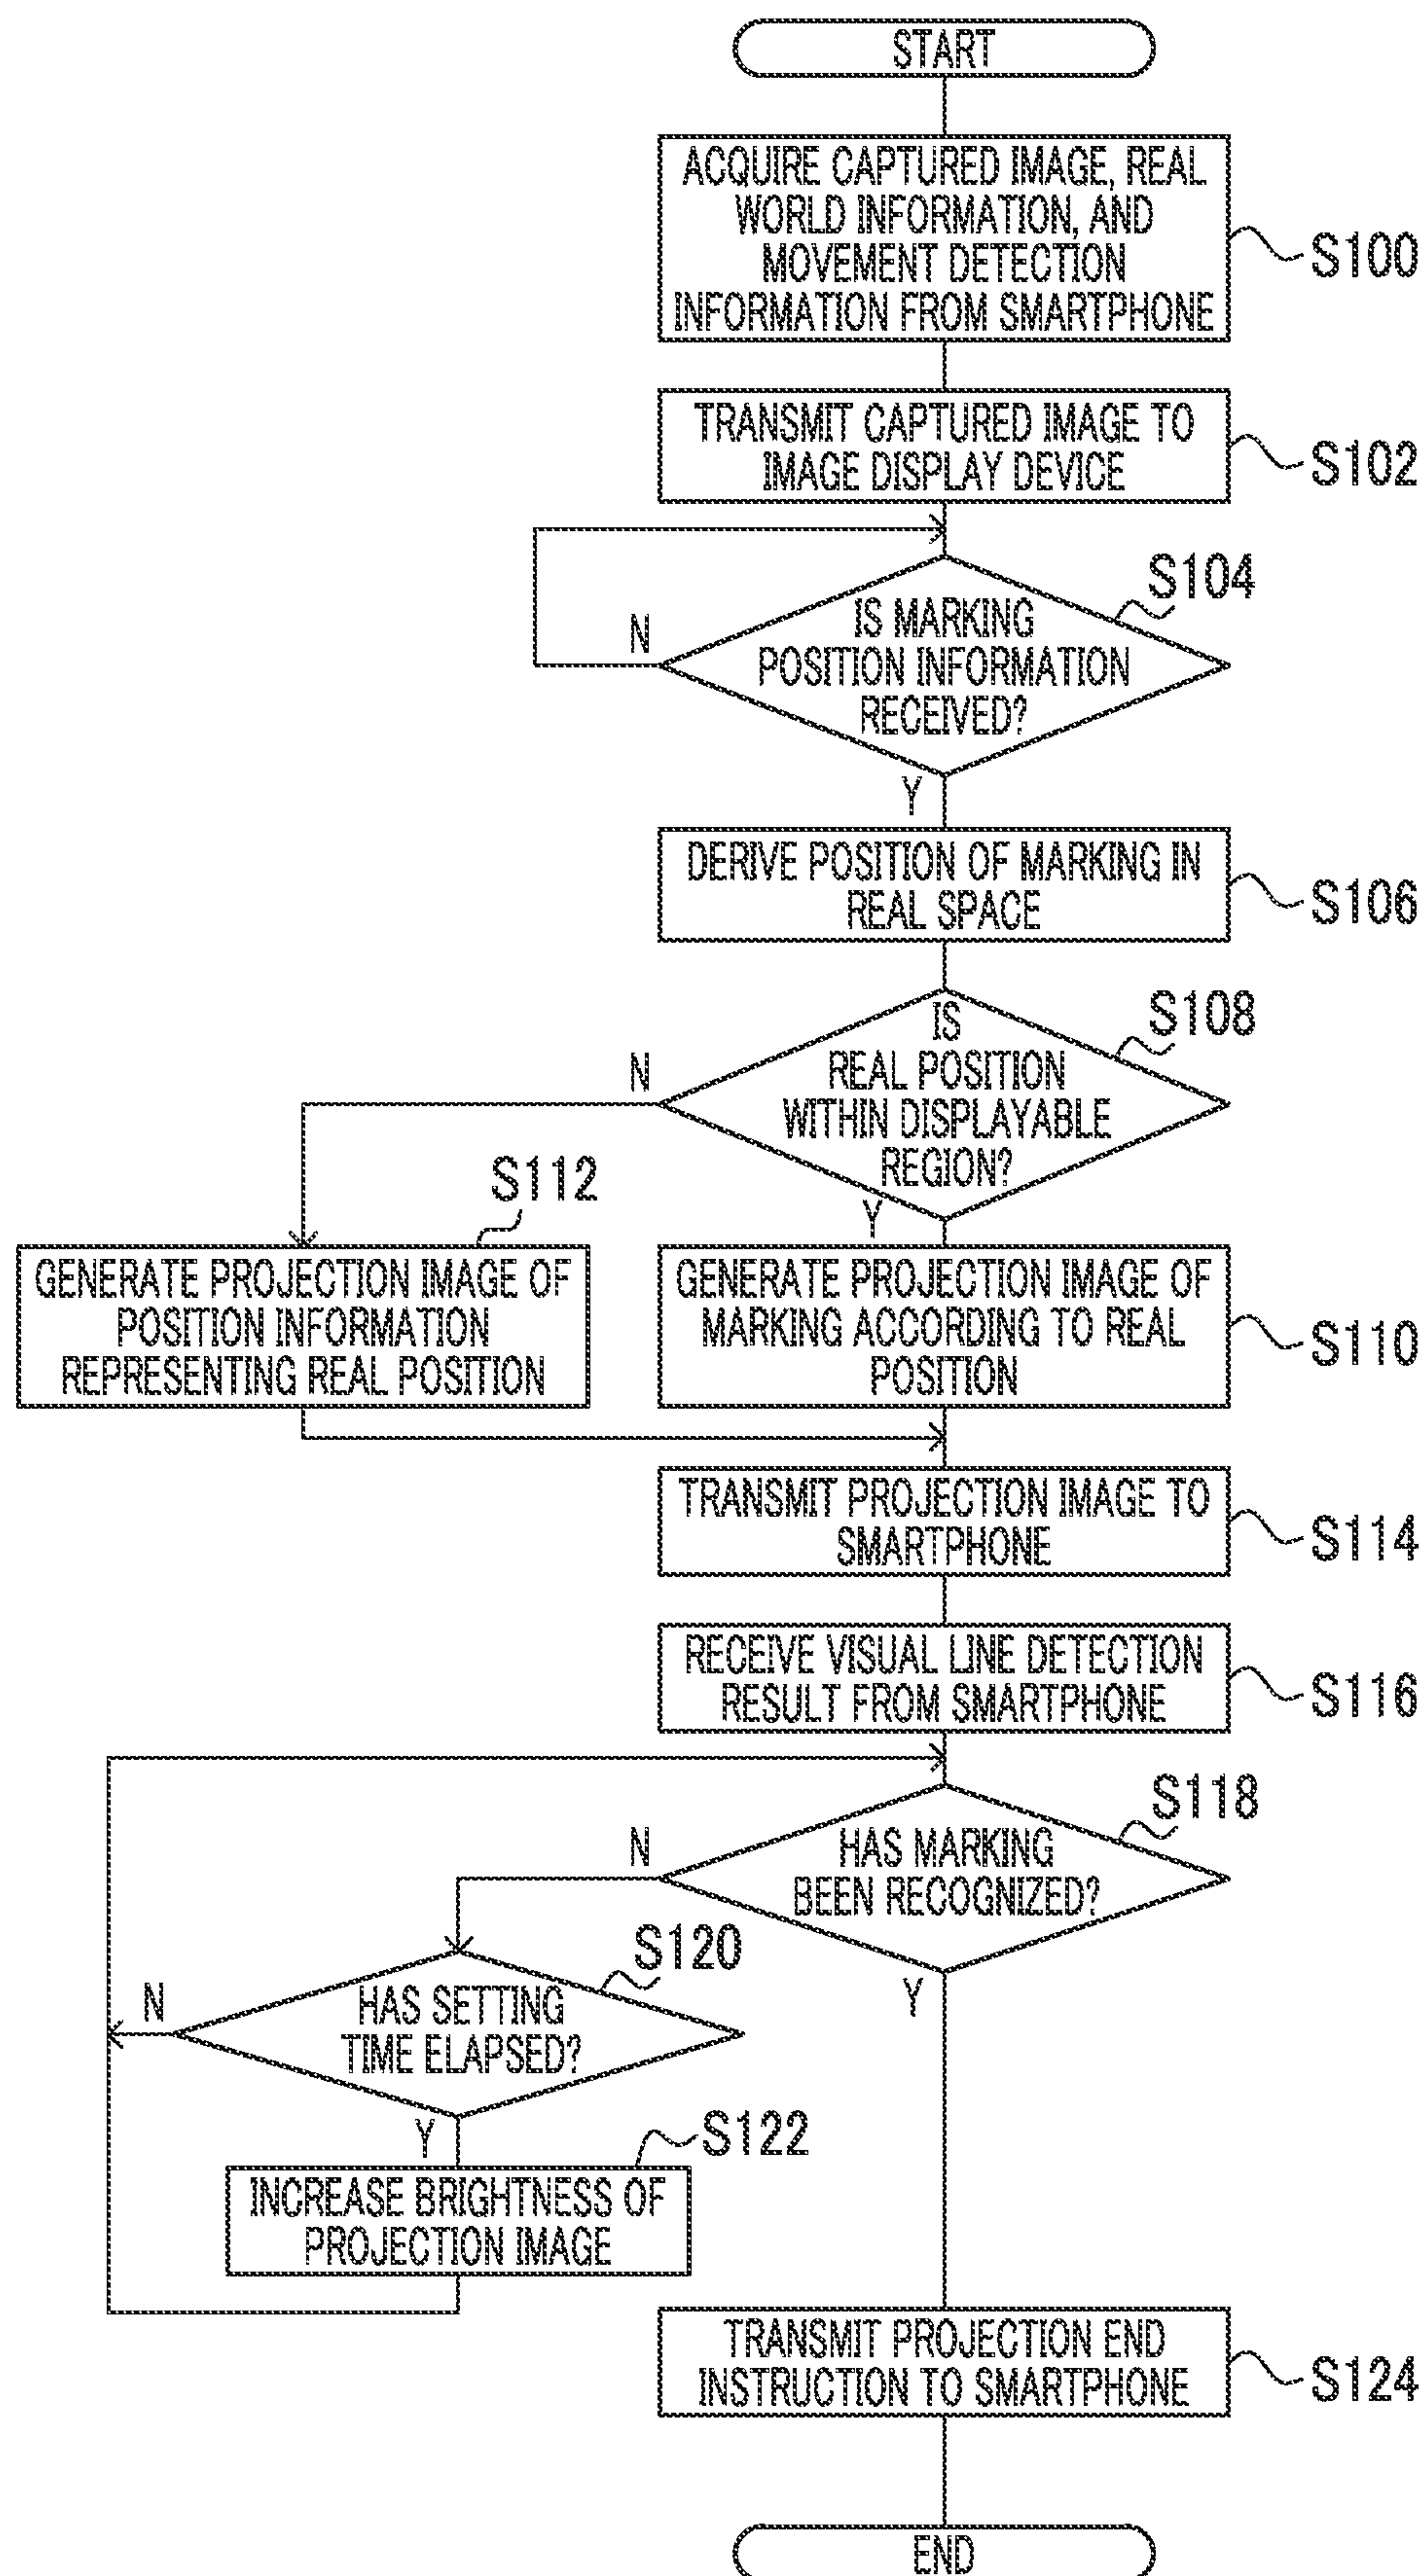 START
ACQUIRE CAPTURED IMAGE, REAL
WORLD INFORMATION, AND
MOVEMENT DETECTION
INFORMATION FROM SMARTPHONE
S100
TRANSMIT CAPTURED IMAGE TO
IMAGE DISPLAY DEVICE
S102
S104
N
IS MARKING
POSITION INFORMATION
RECEIVED?
Y
DERIVE POSITION OF MARKING IN
REAL SPACE
S106
S108
N
IS
REAL POSITION
WITHIN DISPLAYABLE
REGION?
Y
S112
GENERATE PROJECTION IMAGE OF
POSITION INFORMATION
REPRESENTING REAL POSITION
GENERATE PROJECTION IMAGE OF
MARKING ACCORDING TO REAL
POSITION
S110
TRANSMIT PROJECTION IMAGE TO
SMARTPHONE
S114
RECEIVE VISUAL LINE DETECTION
RESULT FROM SMARTPHONE
S116
S118
N
HAS MARKING
BEEN RECOGNIZED?
Y
S120
N
HAS SETTING
TIME ELAPSED?
Y
S122
INCREASE BRIGHTNESS OF
PROJECTION IMAGE
TRANSMIT PROJECTION END
INSTRUCTION TO SMARTPHONE
S124
END